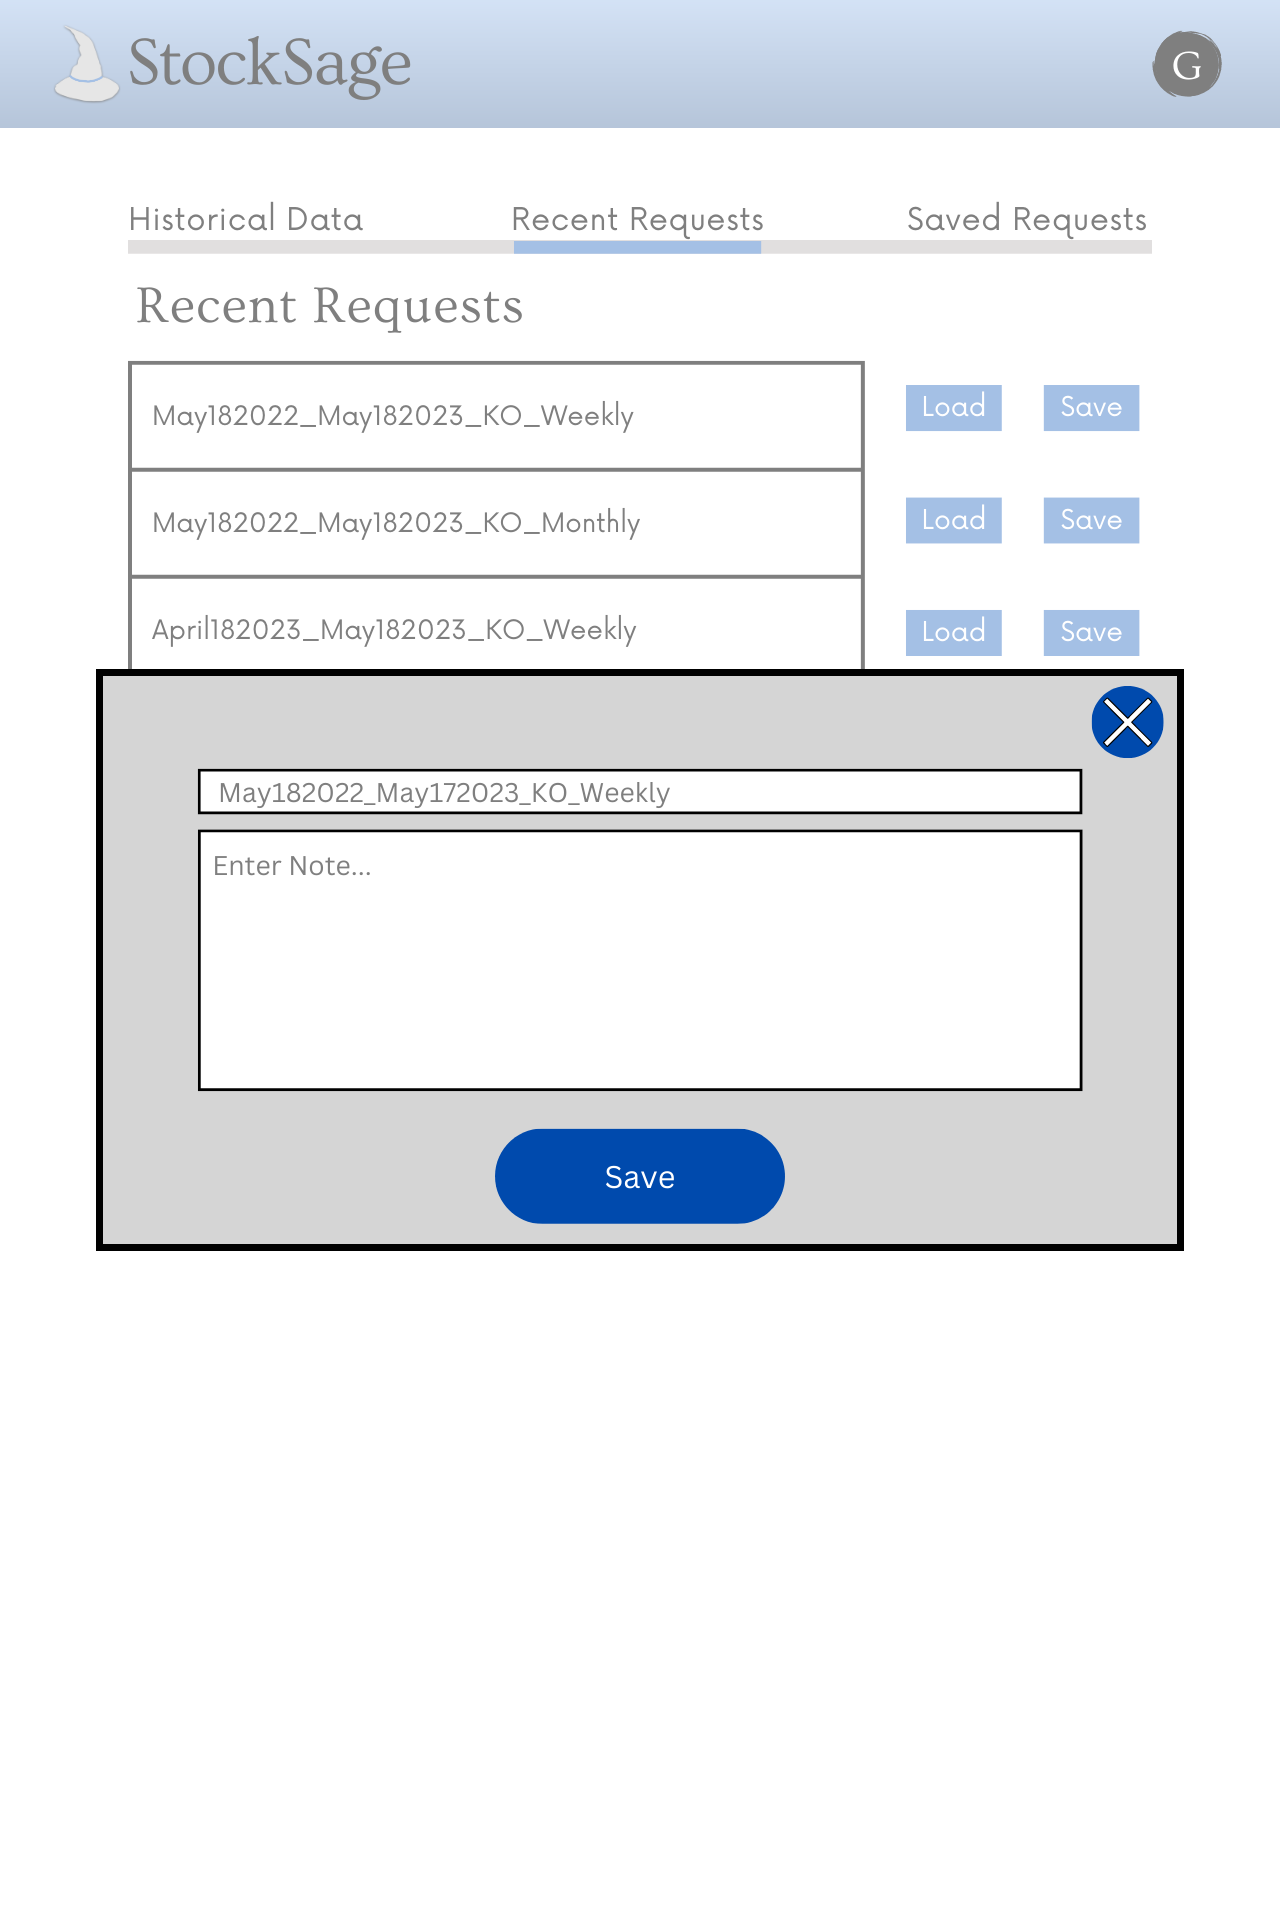 StockSage
G
Historical Data Recent Requests Saved Requests
Recent Requests
May182022_May182023_KO_Weekly Load Save
May182022_May182023_KO_Monthly Load Save
April182023_May182023_KO_Weekly Load Save
May182022_May172023_KO_Weekly
Enter Note...
Save